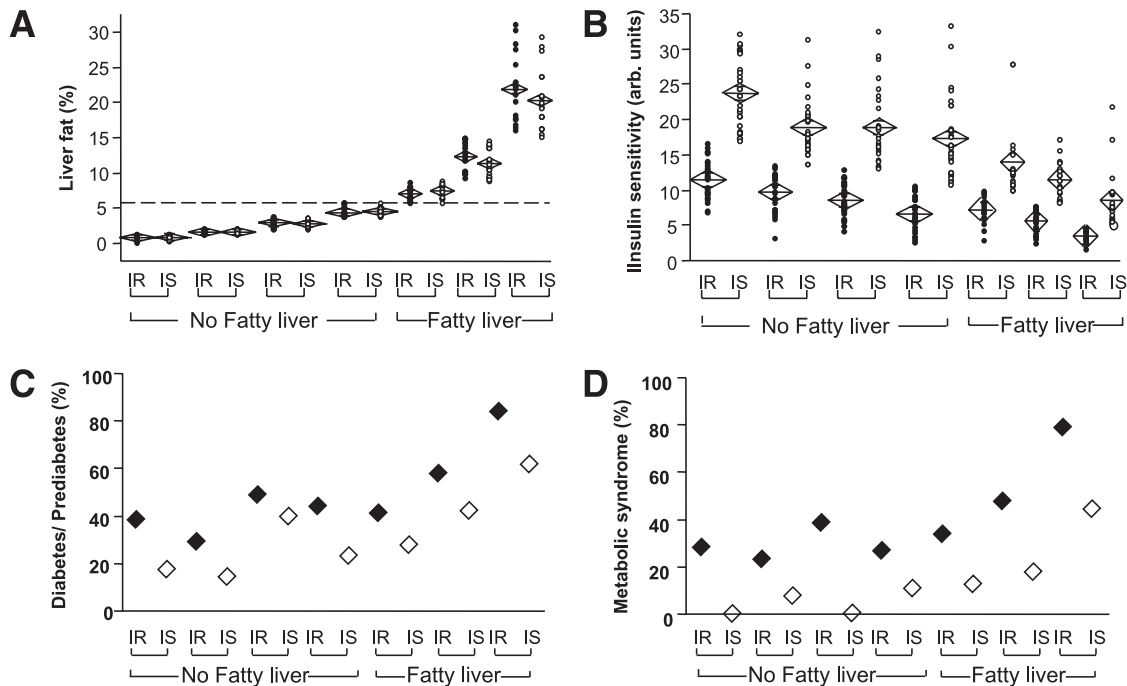 A
Liver fat (%)
30
25
20
15
10
5
0
IR IS IR IS IR IS IR IS IR IS IR IS IR IS
No Fatty liver Fatty liver
B
IInsulin sensitivity (arb. units)
35
30
25
20
15
10
5
0
IR IS IR IS IR IS IR IS IR IS IR IS IR IS
No Fatty liver Fatty liver
C
Diabetes/ Prediabetes (%)
100
80
60
40
20
0
IR IS IR IS IR IS IR IS IR IS IR IS IR IS
No Fatty liver Fatty liver
D
Metabolic syndrome (%)
100
80
60
40
20
0
IR IS IR IS IR IS IR IS IR IS IR IS IR IS
No Fatty liver Fatty liver